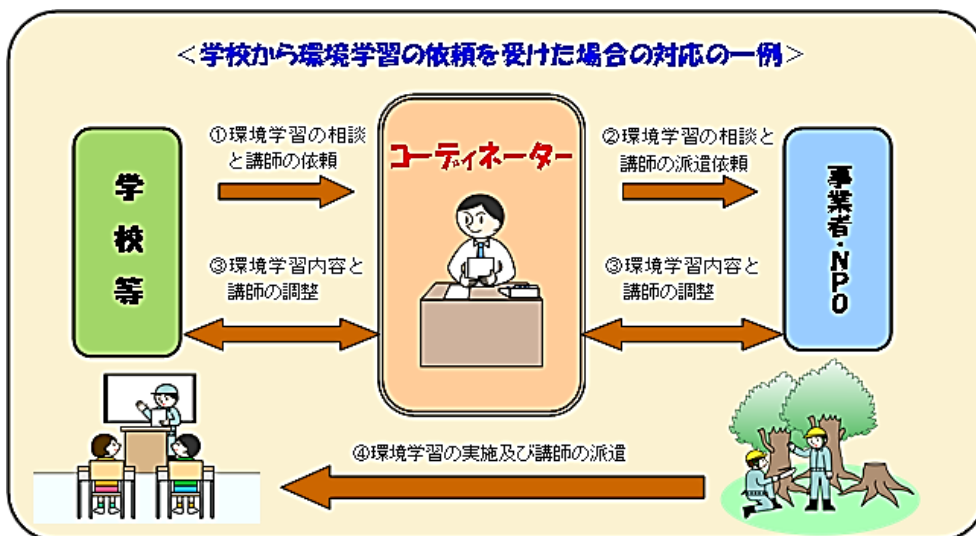 <学校から環境学習の依頼を受けた場合の対応の一例>
①環境学習の相談
と講師の依頼
コーディネーター
②環境学習の相談と
講師の派遣依頼
学校等
事業者・NPO
③環境学習内容と
講師の調整
③環境学習内容と
講師の調整
④環境学習の実施及び講師の派遣